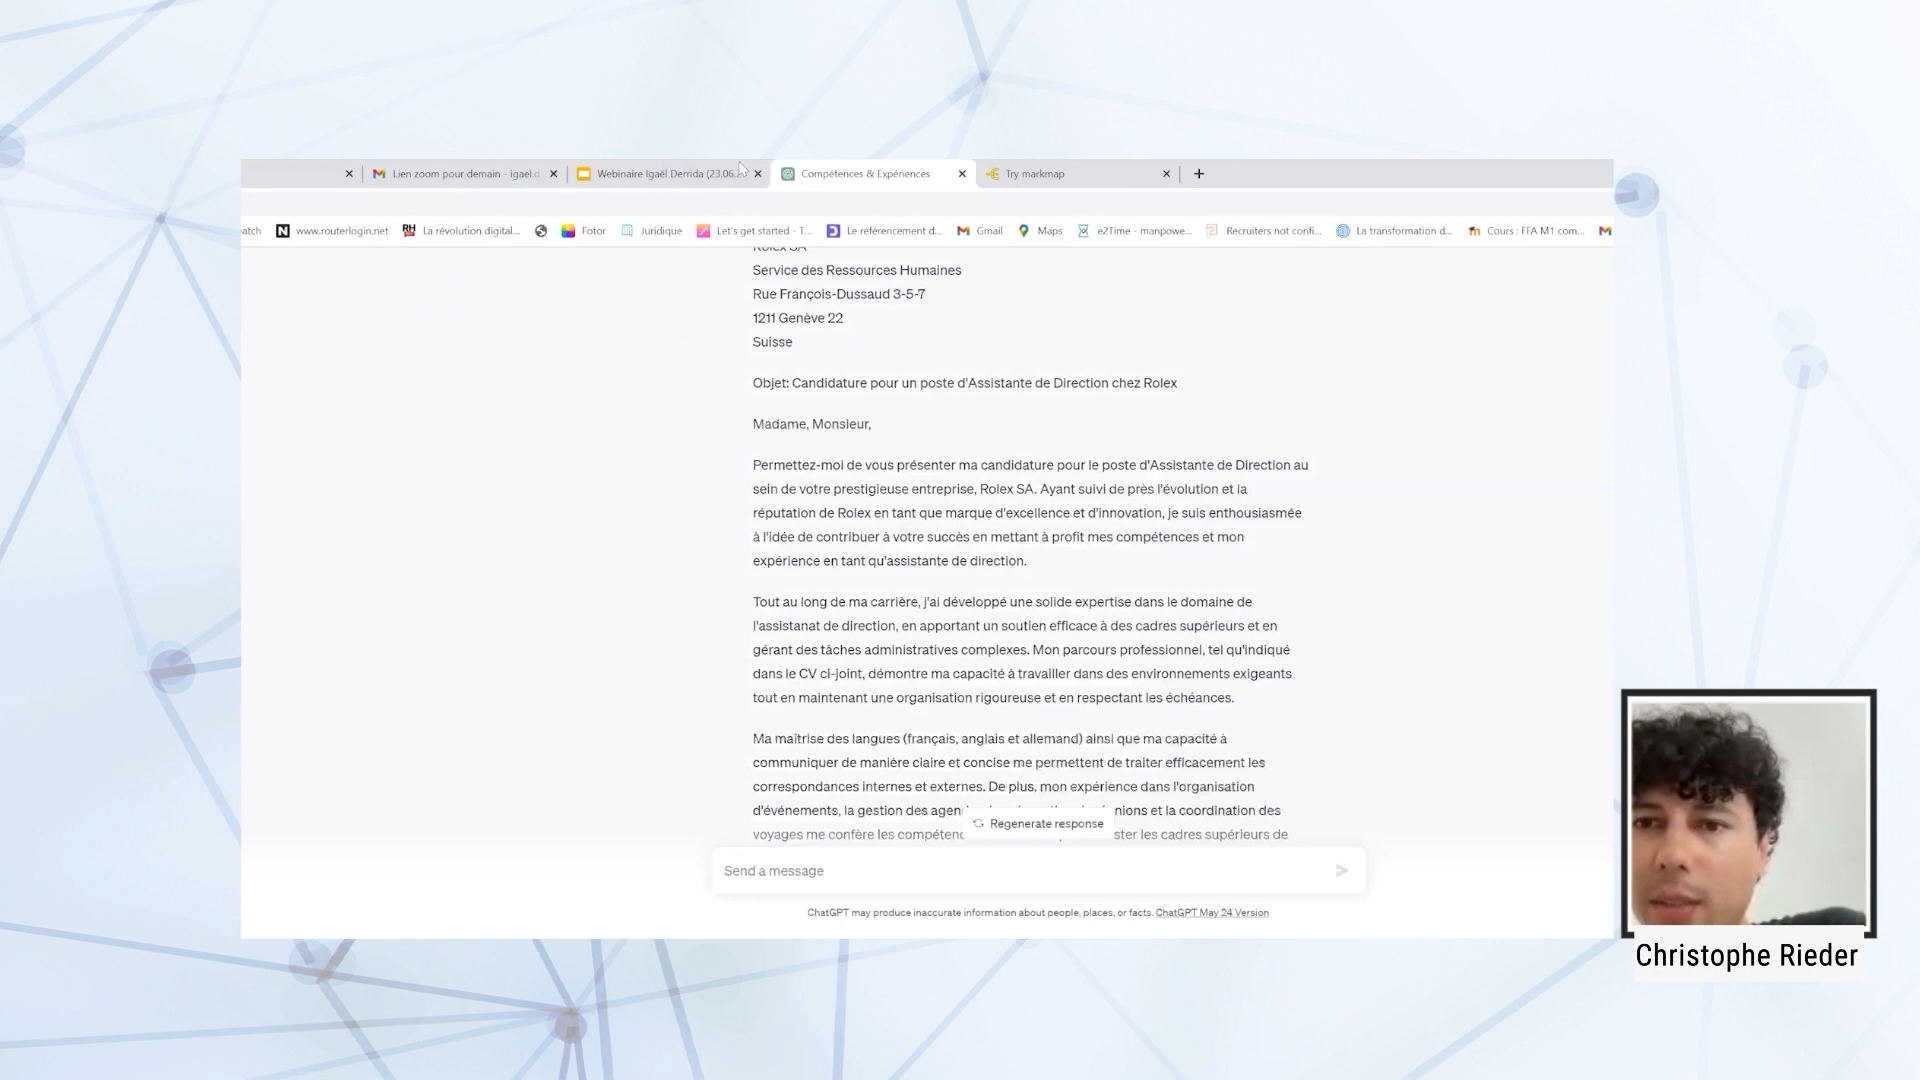 Lien zoom pour demain - igael.d
Webinaire Igaël Derrida (23.06.
Compétences & Expériences
Try markmap
atch
www.routerlogin.net
La révolution digital...
Fotor
Juridique
Let's get started - T...
Le référencement d...
Gmail
Maps
e2Time - manpowe...
Recruiters not confi...
La transformation d...
Cours : FFA M1 com...
Rolex SA
Service des Ressources Humaines
Rue François-Dussaud 3-5-7
1211 Genève 22
Suisse
Objet: Candidature pour un poste d'Assistante de Direction chez Rolex
Madame, Monsieur,
Permettez-moi de vous présenter ma candidature pour le poste d'Assistante de Direction au
sein de votre prestigieuse entreprise, Rolex SA. Ayant suivi de près l'évolution et la
réputation de Rolex en tant que marque d'excellence et d'innovation, je suis enthousiasmée
à l'idée de contribuer à votre succès en mettant à profit mes compétences et mon
expérience en tant qu'assistante de direction.
Tout au long de ma carrière, j'ai développé une solide expertise dans le domaine de
l'assistanat de direction, en apportant un soutien efficace à des cadres supérieurs et en
gérant des tâches administratives complexes. Mon parcours professionnel, tel qu'indiqué
dans le CV ci-joint, démontre ma capacité à travailler dans des environnements exigeants
tout en maintenant une organisation rigoureuse et en respectant les échéances.
Ma maîtrise des langues (français, anglais et allemand) ainsi que ma capacité à
communiquer de manière claire et concise me permettent de traiter efficacement les
correspondances internes et externes. De plus, mon expérience dans l'organisation
d'événements, la gestion des agen nions et la coordination des
voyages me confère les compétenc ster les cadres supérieurs de
Regenerate response
Send a message
ChatGPT may produce inaccurate information about people, places, or facts. ChatGPT May 24 Version
Christophe Rieder